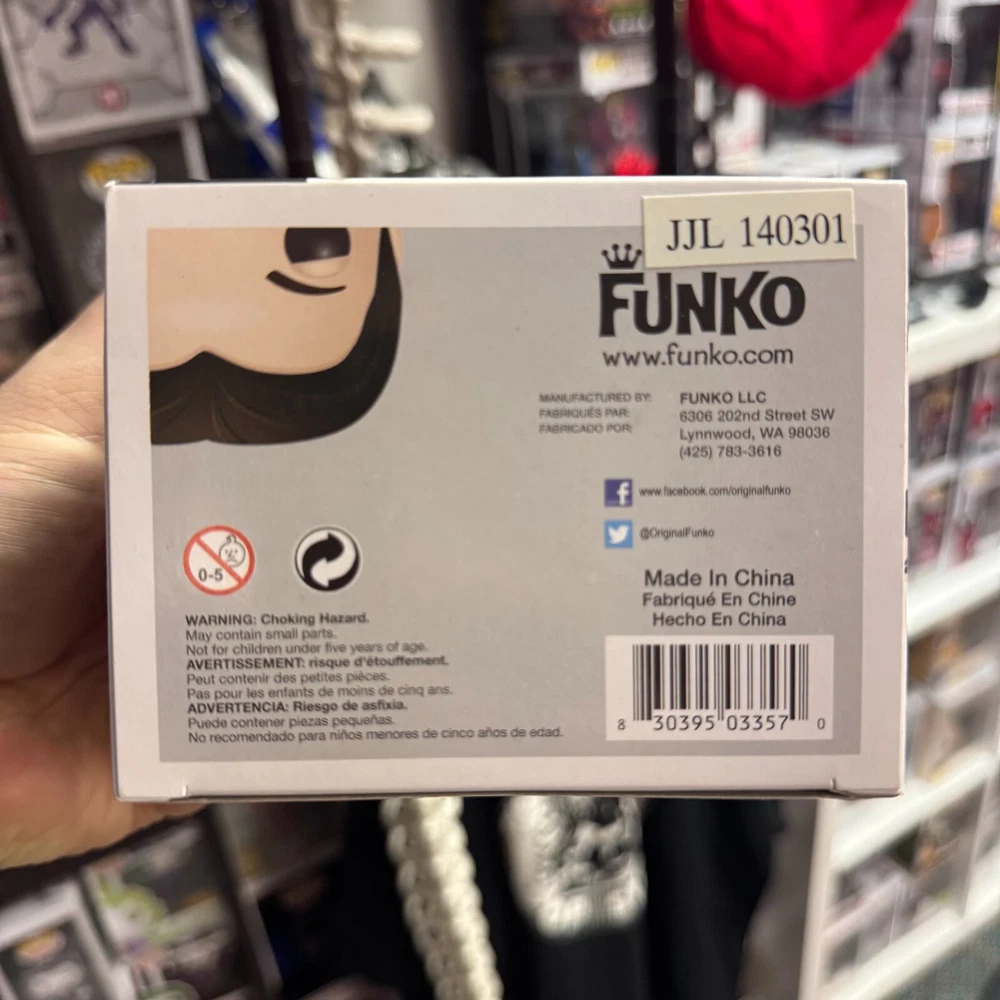 JJL 140301
FUNKO
www.funko.com
MANUFACTURED BY: FUNKO LLC
FABRIQUÉS PAR: 6306 202nd Street SW
FABRICADO POR: Lynnwood, WA 98036
(425) 783-3616
www.facebook.com/originalfunko
@OriginalFunko
0-5
Made In China
Fabriqué En Chine
Hecho En China
WARNING: Choking Hazard.
May contain small parts.
Not for children under five years of age.
AVERTISSEMENT: risque d'étouffement.
Peut contenir des petites pièces.
Pas pour les enfants de moins de cinq ans.
ADVERTENCIA: Riesgo de asfixia.
Puede contener piezas pequeñas.
No recomendado para niños menores de cinco años de edad.
8 30395 03357 0